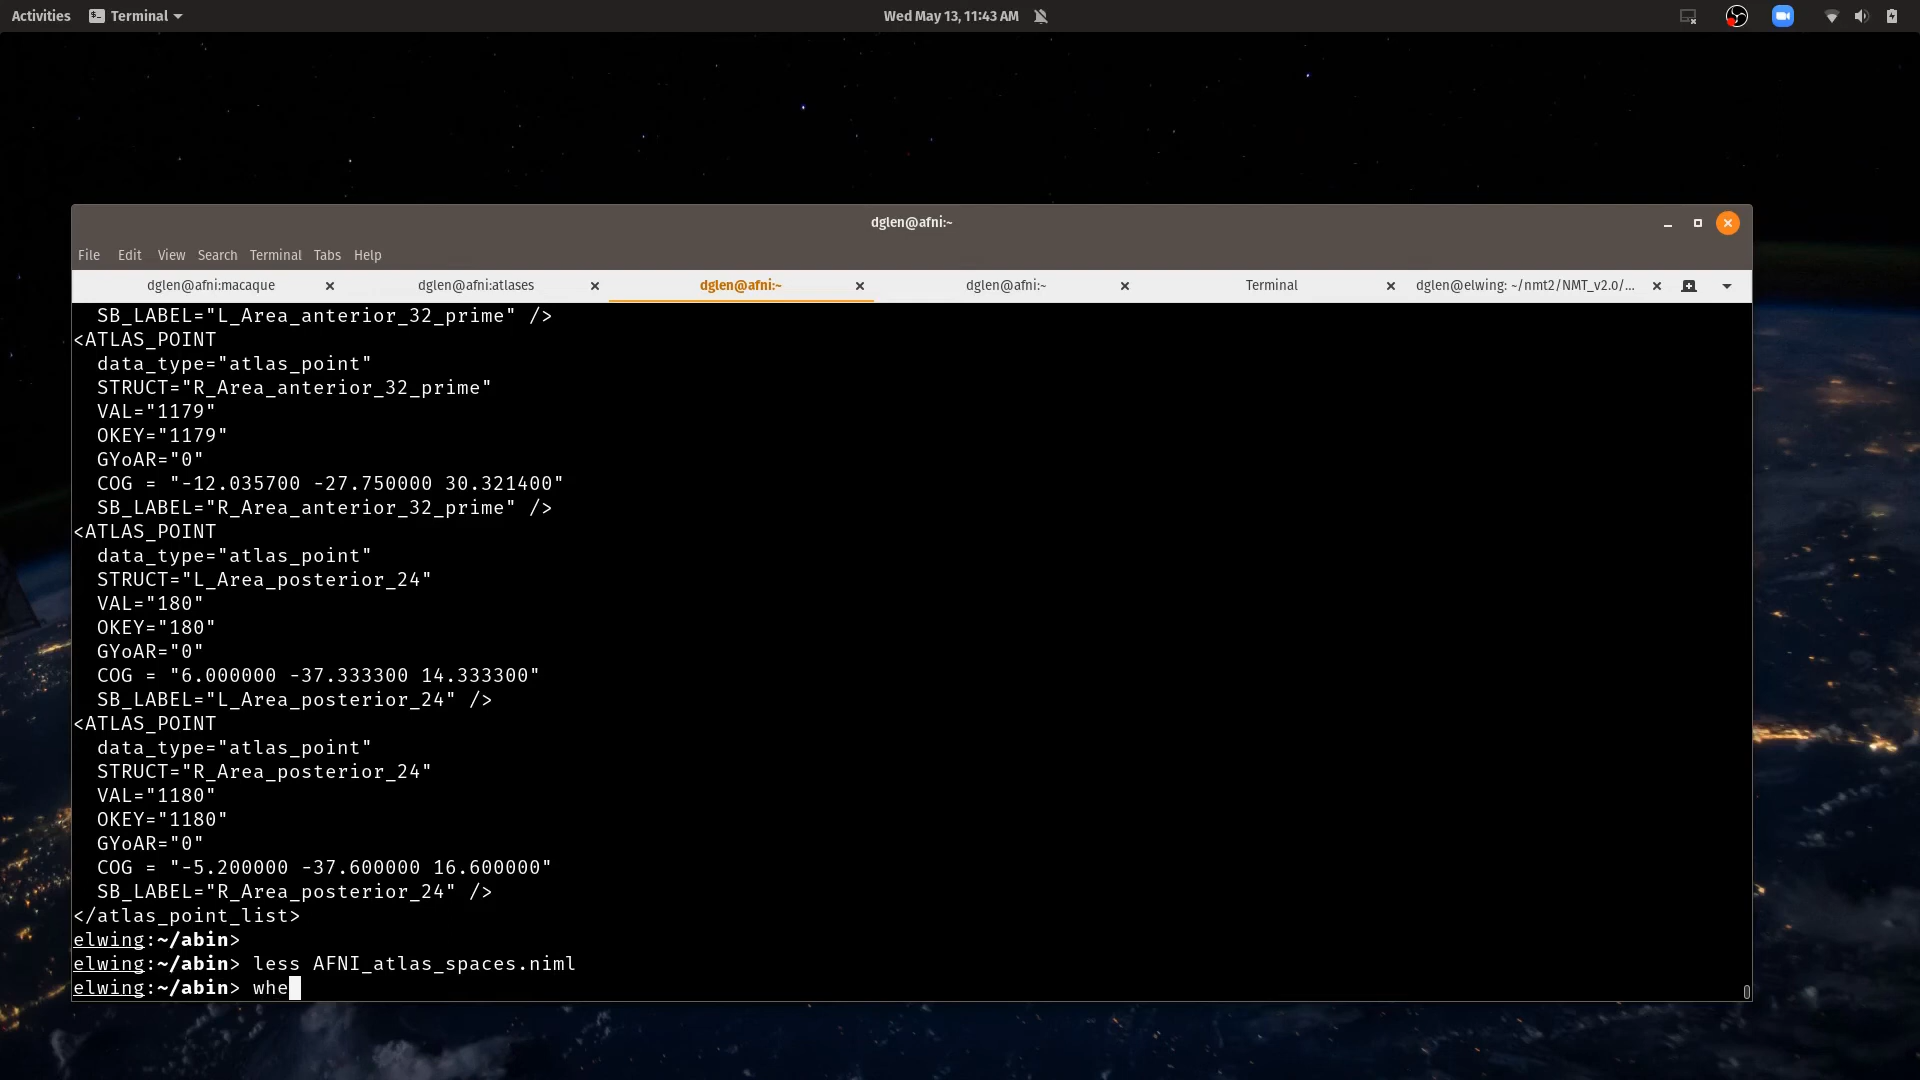 Activities Terminal Wed May 13, 11:43 AM
dglen@afni:~
File Edit View Search Terminal Tabs Help
dglen@afni:macaque dglen@afni:atlases dglen@afni:~ dglen@afni:~ Terminal dglen@elwing: ~/nmt2/NMT_v2.0/...
SB_LABEL="L_Area_anterior_32_prime" />
<ATLAS_POINT
data_type="atlas_point"
STRUCT="R_Area_anterior_32_prime"
VAL="1179"
OKEY="1179"
GYoAR="0"
COG = "-12.035700 -27.750000 30.321400"
SB_LABEL="R_Area_anterior_32_prime" />
<ATLAS_POINT
data_type="atlas_point"
STRUCT="L_Area_posterior_24"
VAL="180"
OKEY="180"
GYoAR="0"
COG = "6.000000 -37.333300 14.333300"
SB_LABEL="L_Area_posterior_24" />
<ATLAS_POINT
data_type="atlas_point"
STRUCT="R_Area_posterior_24"
VAL="1180"
OKEY="1180"
GYoAR="0"
COG = "-5.200000 -37.600000 16.600000"
SB_LABEL="R_Area_posterior_24" />
</atlas_point_list>
elwing:~/abin>
elwing:~/abin> less AFNI_atlas_spaces.niml
elwing:~/abin> whe